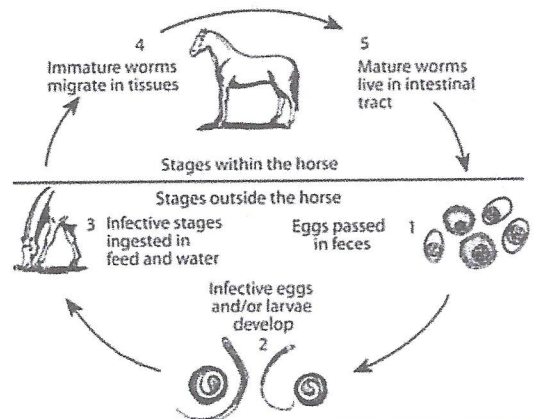 4
Immature worms
migrate in tissues
5
Mature worms
live in intestinal
tract
Stages within the horse
Stages outside the horse
3 Infective stages
ingested in
feed and water
Eggs passed 1
in feces
Infective eggs
and/or larvae
develop
2